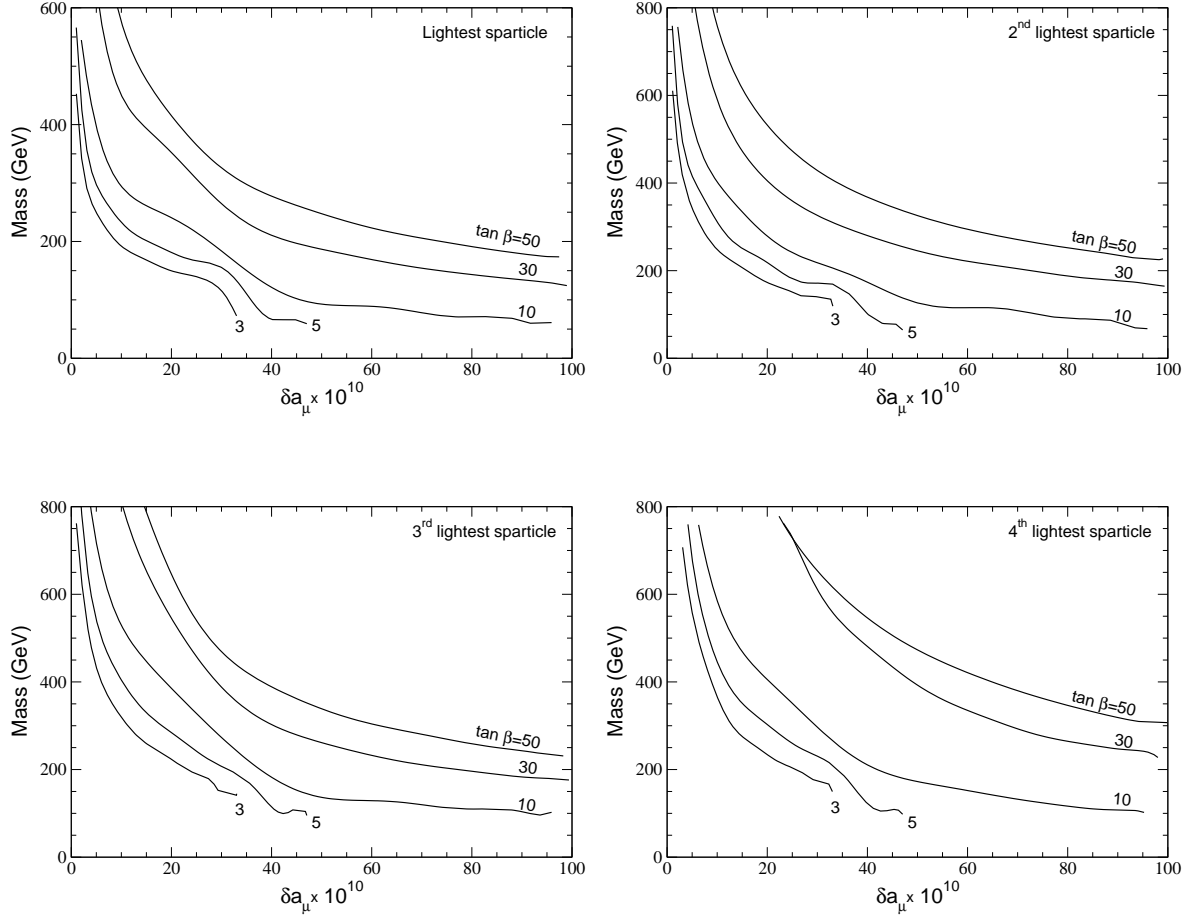 Lightest sparticle
600
400
200
0
Mass (GeV)
tan β=50
30
10
5
3
0 20 40 60 80 100
δaμ × 10^10
2nd lightest sparticle
800
600
400
200
0
Mass (GeV)
tan β=50
30
10
5
3
0 20 40 60 80 100
δaμ × 10^10
3rd lightest sparticle
800
600
400
200
0
Mass (GeV)
tan β=50
30
10
5
3
0 20 40 60 80 100
δaμ × 10^10
4th lightest sparticle
800
600
400
200
0
Mass (GeV)
tan β=50
30
10
5
3
0 20 40 60 80 100
δaμ × 10^10